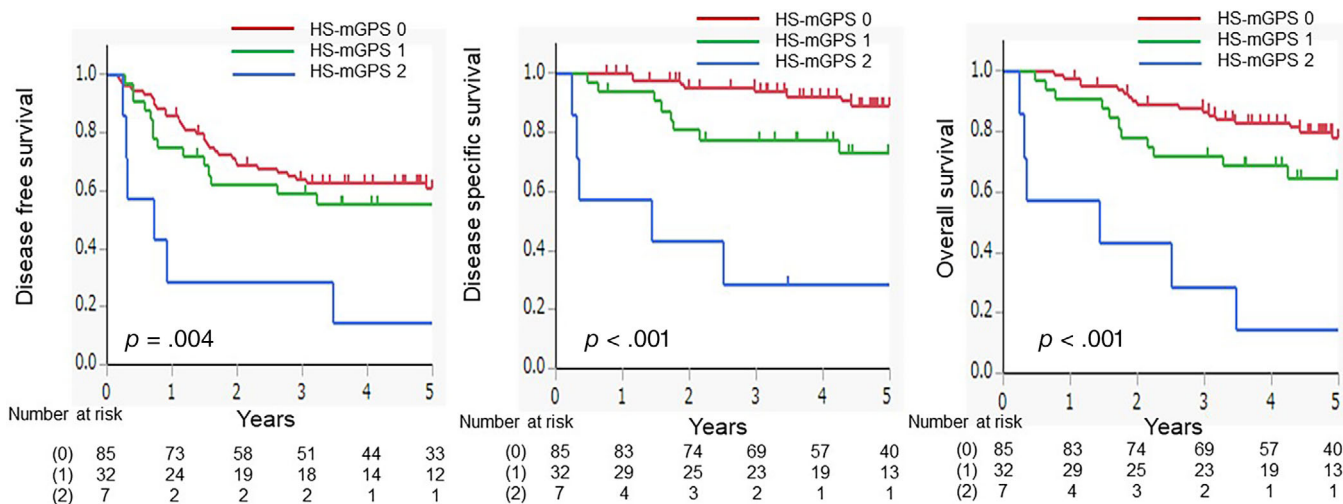 HS-mGPS 0
HS-mGPS 1
HS-mGPS 2
Disease free survival
1.0
0.8
0.6
0.4
0.2
0.0
p = .004
0 1 2 3 4 5
Years
Number at risk
(0) 85 73 58 51 44 33
(1) 32 24 19 18 14 12
(2) 7 2 2 2 1 1
HS-mGPS 0
HS-mGPS 1
HS-mGPS 2
Disease specific survival
1.0
0.8
0.6
0.4
0.2
0.0
p < .001
0 1 2 3 4 5
Years
Number at risk
(0) 85 83 74 69 57 40
(1) 32 29 25 23 19 13
(2) 7 4 3 2 1 1
HS-mGPS 0
HS-mGPS 1
HS-mGPS 2
Overall survival
1.0
0.8
0.6
0.4
0.2
0.0
p < .001
0 1 2 3 4 5
Years
Number at risk
(0) 85 83 74 69 57 40
(1) 32 29 25 23 19 13
(2) 7 4 3 2 1 1